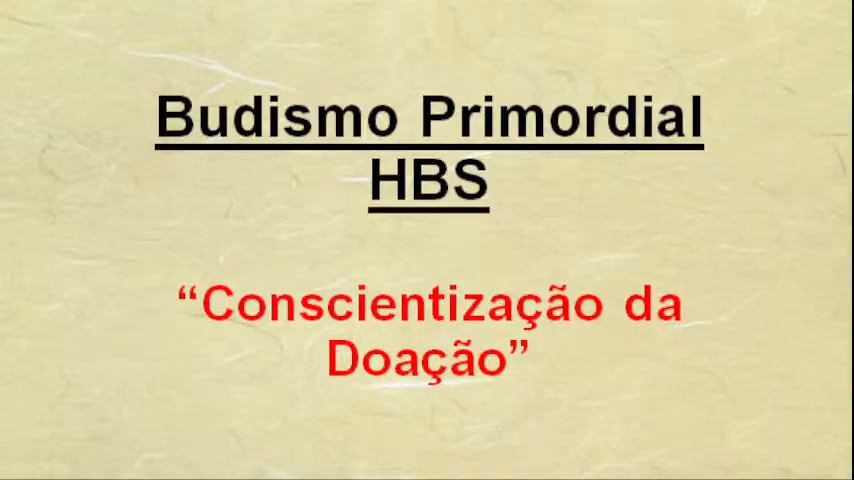 Budismo Primordial
HBS
“Conscientização da
Doação”